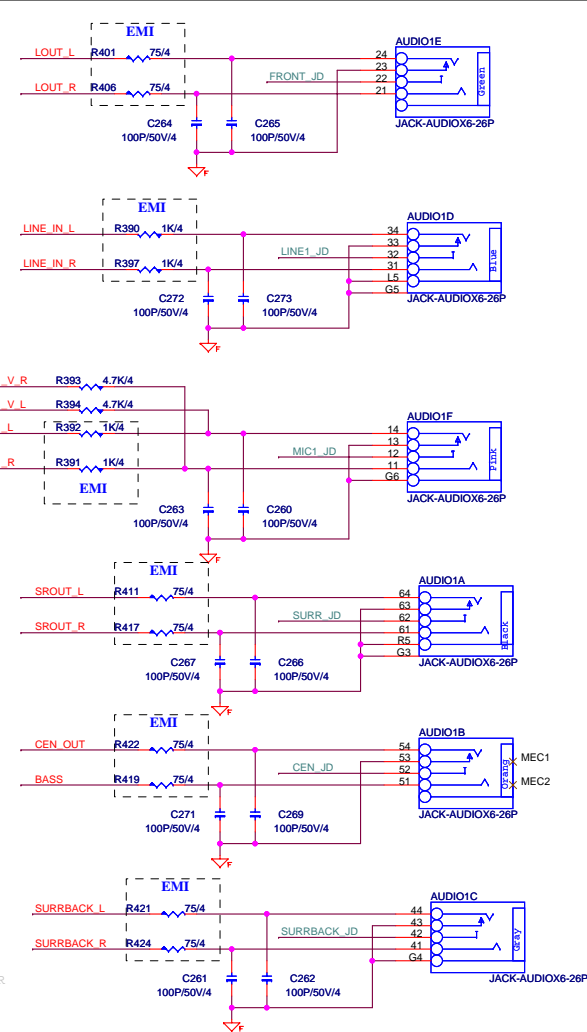 EMI
AUDIO1E
LOUT_L R401 75/4 24
23
FRONT_JD 22
LOUT_R R406 75/4 21
Green
C264 C265
100P/50V/4 100P/50V/4
JACK-AUDIOX6-26P
F
EMI
AUDIO1D
LINE_IN_L R390 1K/4 34
33
LINE1_JD 32
LINE_IN_R R397 1K/4 31
L5
G5
Blue
C272 C273
100P/50V/4 100P/50V/4
JACK-AUDIOX6-26P
F
_V_R R393 4.7K/4
_V_L R394 4.7K/4
AUDIO1F
_L R392 1K/4 14
13
MIC1_JD 12
_R R391 1K/4 11
G6
Pink
EMI
JACK-AUDIOX6-26P
C263 C260
100P/50V/4 100P/50V/4
F
EMI
AUDIO1A
SROUT_L R411 75/4 64
63
SURR_JD 62
SROUT_R R417 75/4 61
R5
G3
Black
C267 C266
100P/50V/4 100P/50V/4
JACK-AUDIOX6-26P
F
EMI
AUDIO1B
CEN_OUT R422 75/4 54
53
MEC1
CEN_JD 52
BASS R419 75/4 51
MEC2
Orang
C271 C269
100P/50V/4 100P/50V/4
JACK-AUDIOX6-26P
F
EMI
AUDIO1C
SURRBACK_L R421 75/4 44
43
SURRBACK_JD 42
SURRBACK_R R424 75/4 41
G4
Gray
C261 C262
100P/50V/4 100P/50V/4
JACK-AUDIOX6-26P
R
F